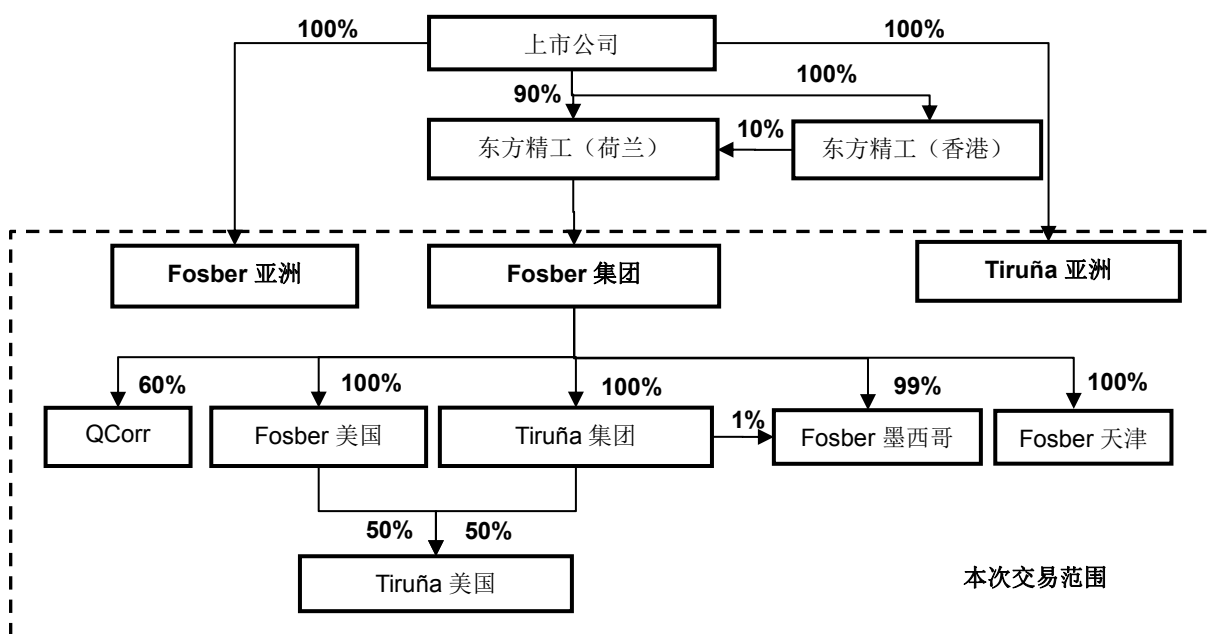 100%
上市公司
100%
100%
90%
东方精工（荷兰）
10%
东方精工（香港）
Fosber 亚洲
Fosber 集团
Tiruña 亚洲
60%
100%
100%
99%
100%
QCorr
Fosber 美国
Tiruña 集团
1%
Fosber 墨西哥
Fosber 天津
50%
50%
Tiruña 美国
本次交易范围